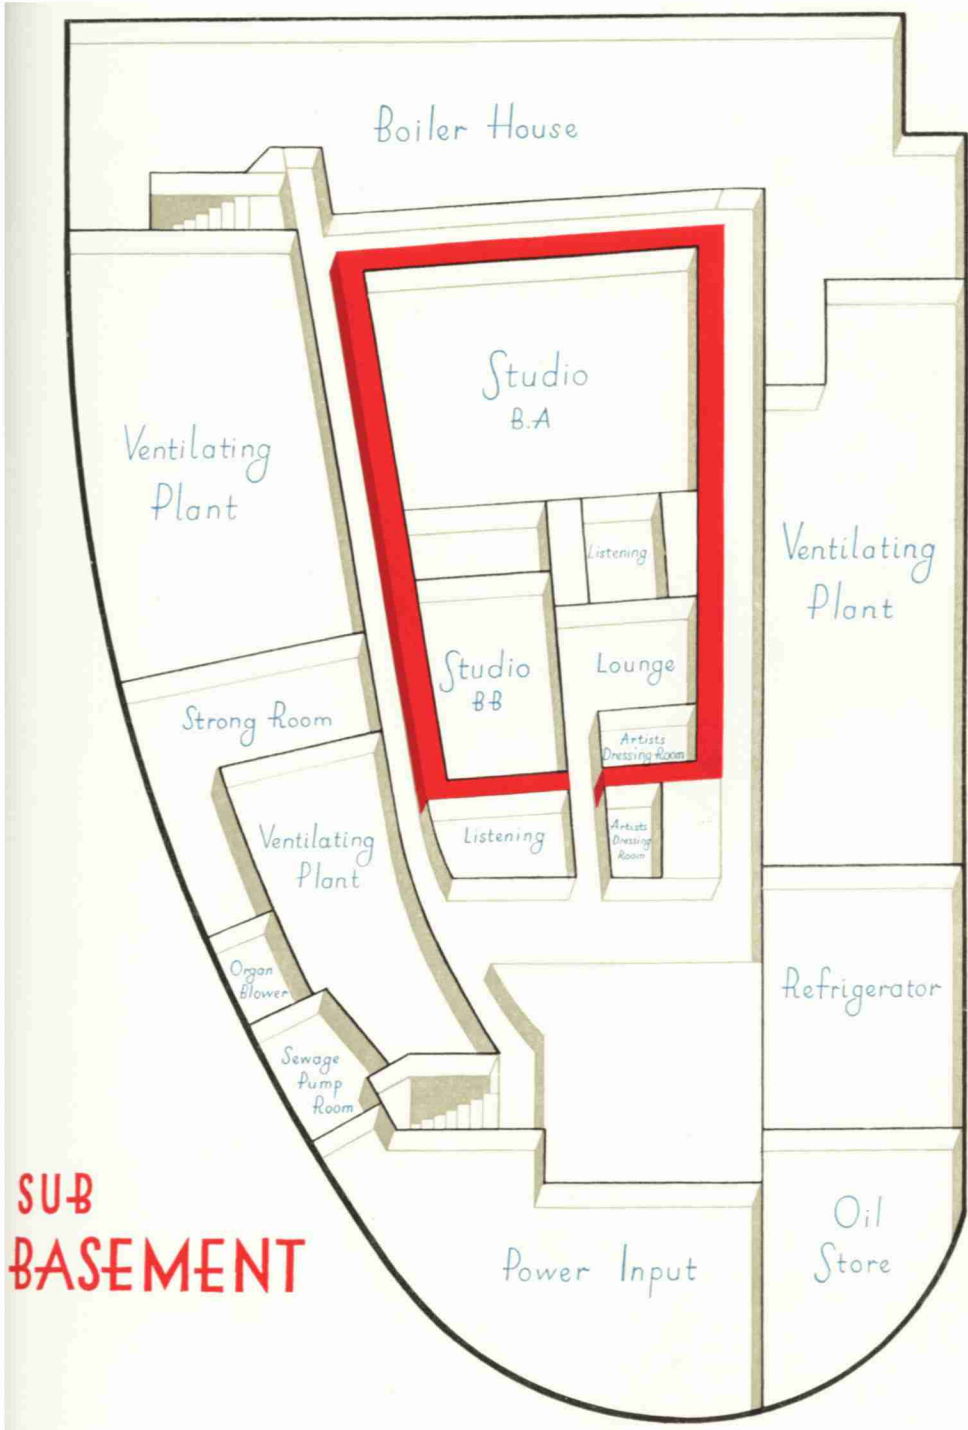 Boiler House
Studio
B.A
Ventilating
Plant
Listening
Ventilating
Plant
Studio
BB
Lounge
Strong Room
Artists
Dressing Room
Ventilating
Plant
Listening
Artists
Dressing
Room
Organ
Blower
Refrigerator
Sewage
Pump
Room
SUB
BASEMENT
Oil
Store
Power Input